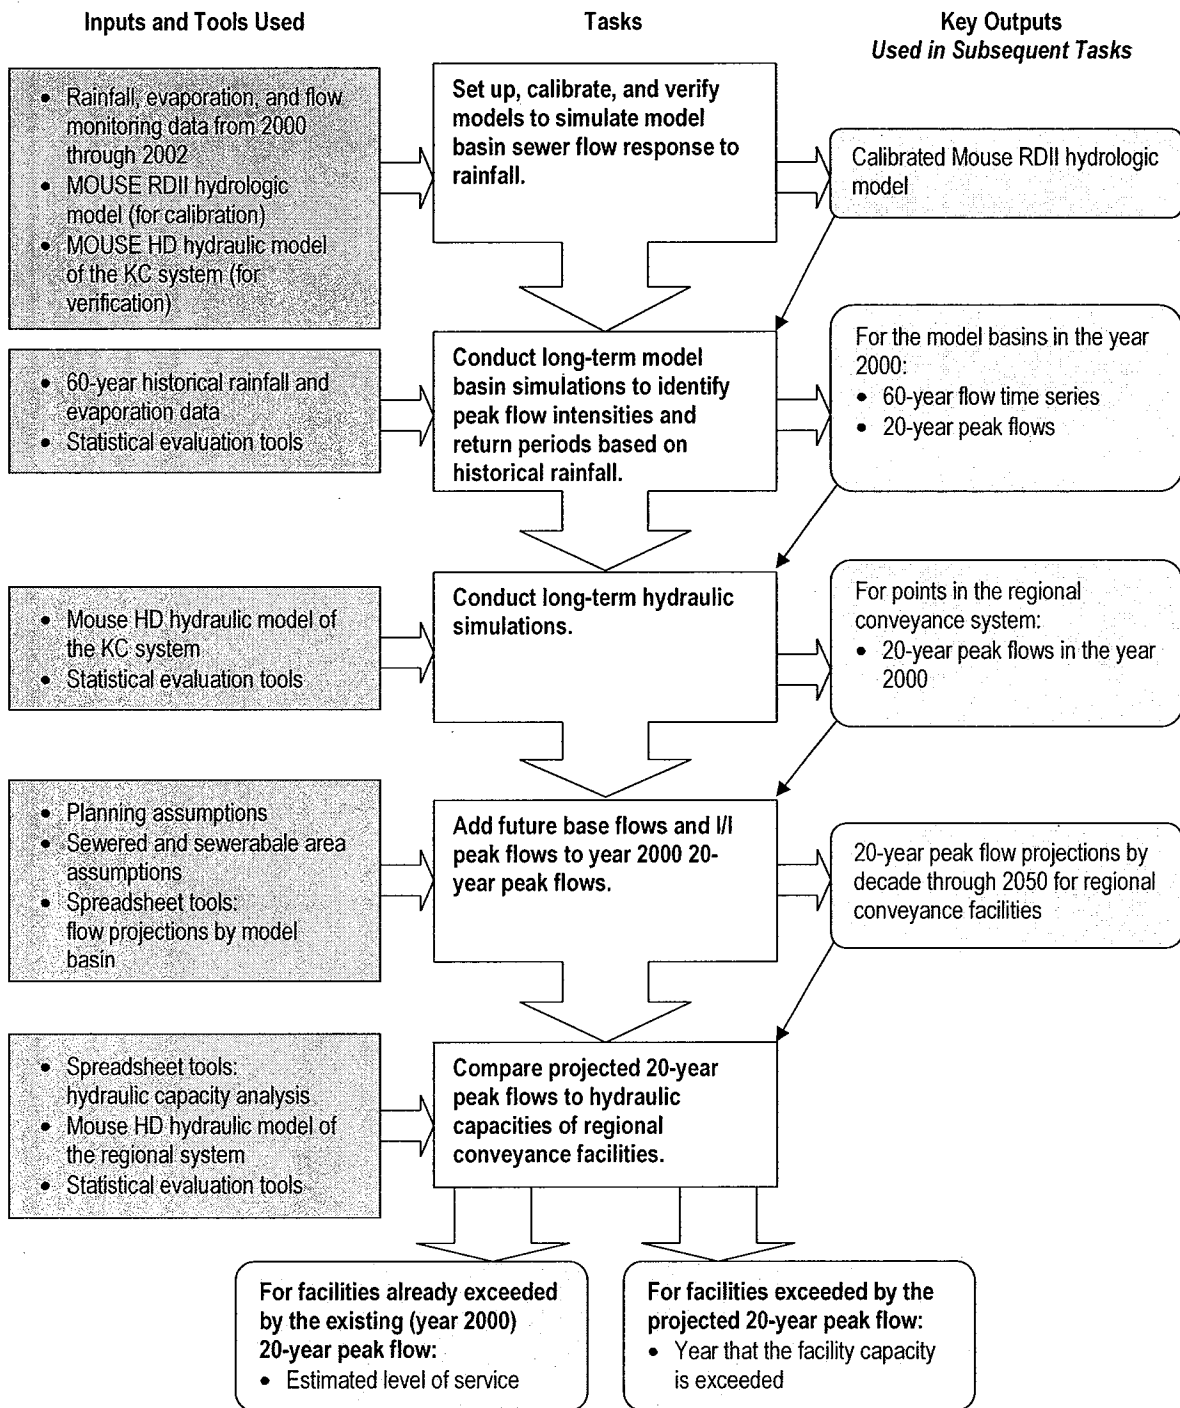 Inputs and Tools Used
Tasks
Key Outputs
Used in Subsequent Tasks
• Rainfall, evaporation, and flow
monitoring data from 2000
through 2002
• MOUSE RDII hydrologic
model (for calibration)
• MOUSE HD hydraulic model
of the KC system (for
verification)
Set up, calibrate, and verify
models to simulate model
basin sewer flow response to
rainfall.
Calibrated Mouse RDII hydrologic
model
• 60-year historical rainfall and
evaporation data
• Statistical evaluation tools
Conduct long-term model
basin simulations to identify
peak flow intensities and
return periods based on
historical rainfall.
For the model basins in the year
2000:
• 60-year flow time series
• 20-year peak flows
• Mouse HD hydraulic model of
the KC system
• Statistical evaluation tools
Conduct long-term hydraulic
simulations.
For points in the regional
conveyance system:
• 20-year peak flows in the year
2000
• Planning assumptions
• Sewered and sewerabale area
assumptions
• Spreadsheet tools:
flow projections by model
basin
Add future base flows and I/I
peak flows to year 2000 20-
year peak flows.
20-year peak flow projections by
decade through 2050 for regional
conveyance facilities
• Spreadsheet tools:
hydraulic capacity analysis
• Mouse HD hydraulic model of
the regional system
• Statistical evaluation tools
Compare projected 20-year
peak flows to hydraulic
capacities of regional
conveyance facilities.
For facilities already exceeded
by the existing (year 2000)
20-year peak flow:
• Estimated level of service
For facilities exceeded by the
projected 20-year peak flow:
• Year that the facility capacity
is exceeded